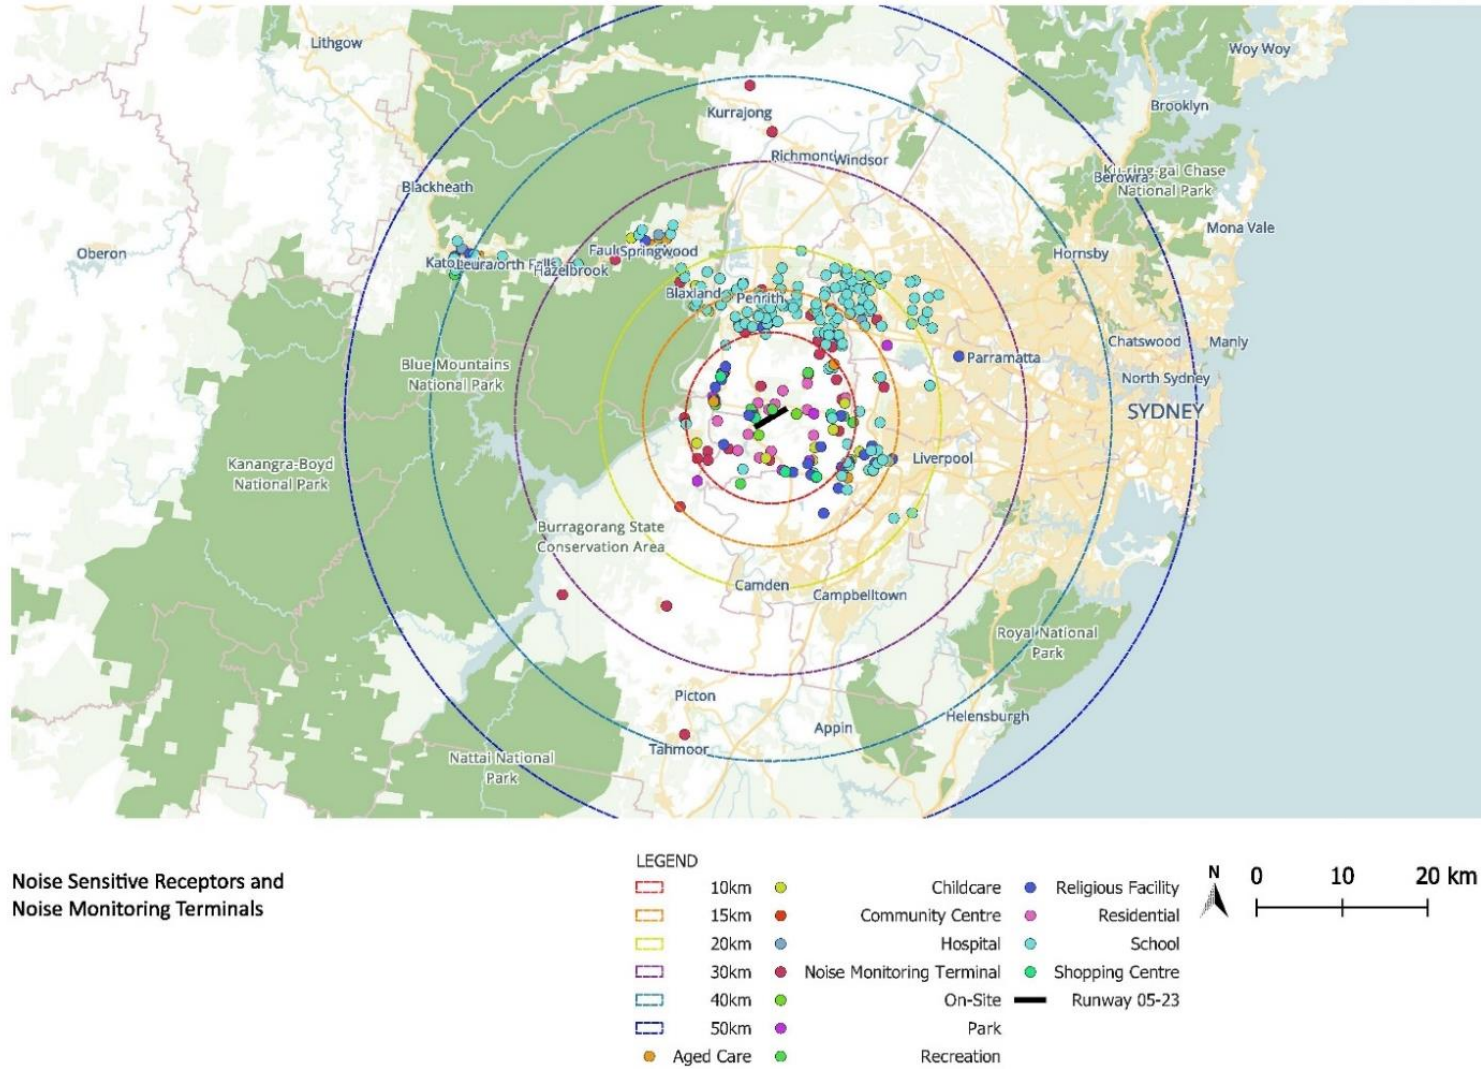 Lithgow
Woy Woy
Brooklyn
Kurrajong
Richmond
Windsor
Ku-ring-gai Chase
National Park
Berowra
Blackheath
Mona Vale
Oberon
Hornsby
Springwood
Leura
Hazelbrook
Blaxland
Penrith
Chatswood
Manly
Parramatta
Blue Mountains
National Park
North Sydney
SYDNEY
Liverpool
Kanangra-Boyd
National Park
Burragorang State
Conservation Area
Camden
Campbelltown
Royal National
Park
Picton
Helensburgh
Appin
Tahmoor
Nattai National
Park
Noise Sensitive Receptors and
Noise Monitoring Terminals
LEGEND
10km
15km
20km
30km
40km
50km
Aged Care
Childcare
Community Centre
Hospital
Noise Monitoring Terminal
On-Site
Park
Recreation
Religious Facility
Residential
School
Shopping Centre
Runway 05-23
N
0 10 20 km